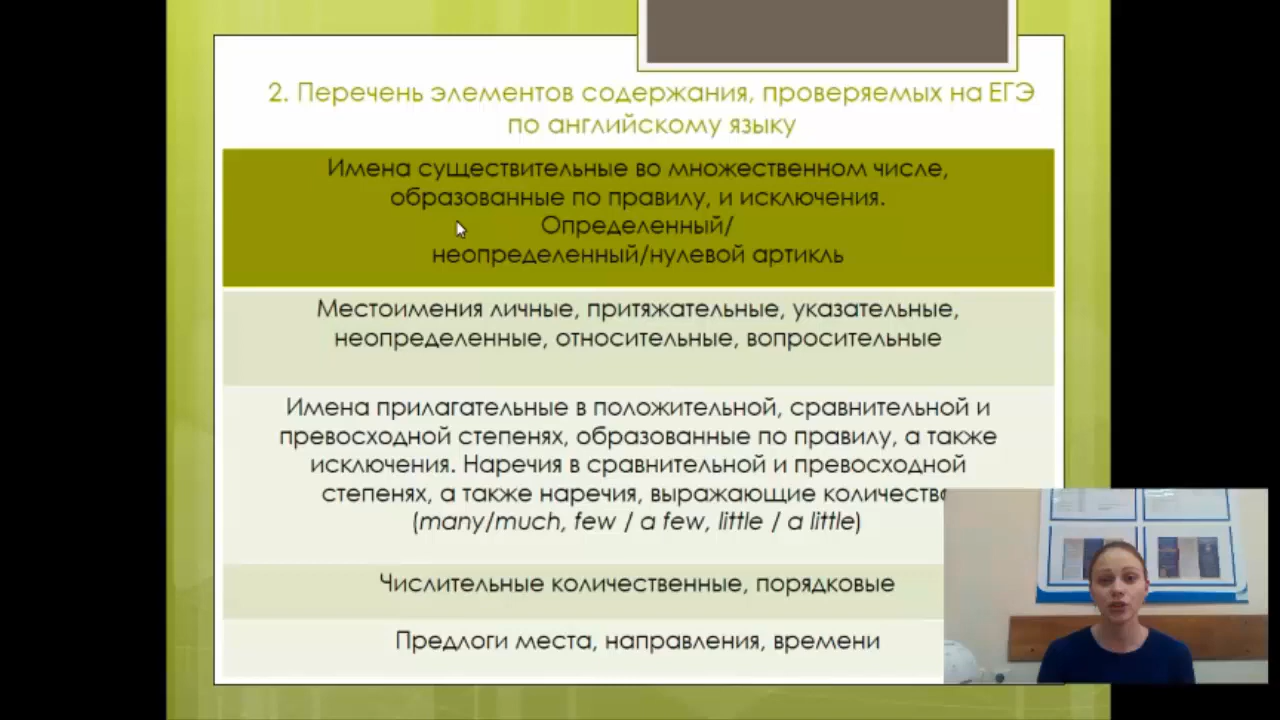 2. Перечень элементов содержания, проверяемых на ЕГЭ
по английскому языку
Имена существительные во множественном числе,
образованные по правилу, и исключения.
Определенный/
неопределенный/нулевой артикль
Местоимения личные, притяжательные, указательные,
неопределенные, относительные, вопросительные
Имена прилагательные в положительной, сравнительной и
превосходной степенях, образованные по правилу, а также
исключения. Наречия в сравнительной и превосходной
степенях, а также наречия, выражающие количество
(many/much, few / a few, little / a little)
Числительные количественные, порядковые
Предлоги места, направления, времени